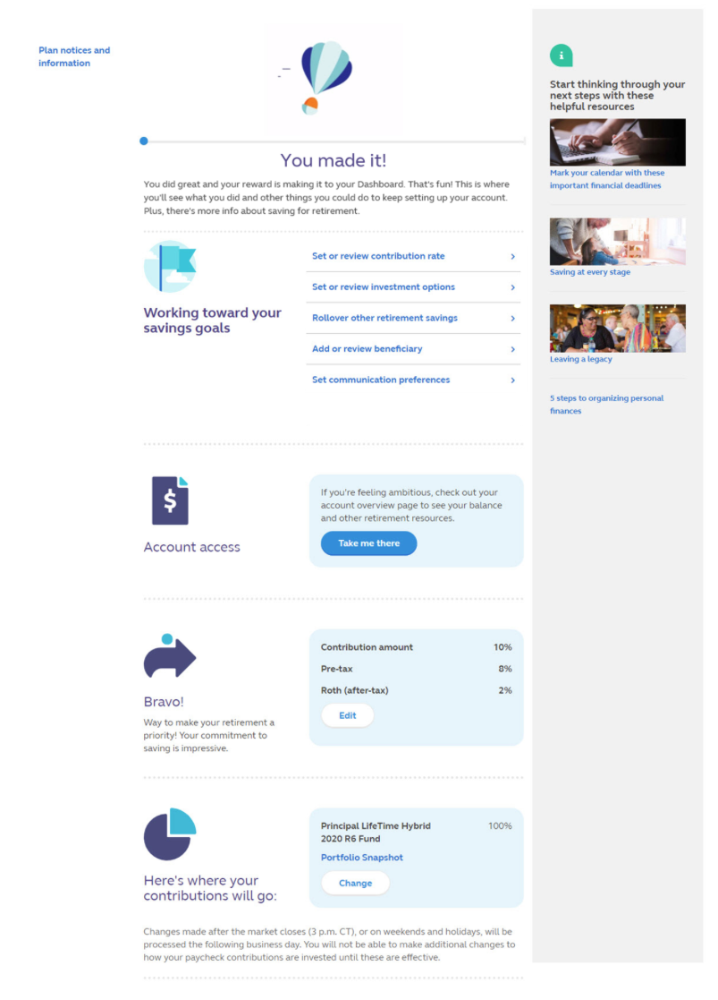 Plan notices and
information
You made it!
You did great and your reward is making it to your Dashboard. That's fun! This is where
you'll see what you did and other things you could do to keep setting up your account.
Plus, there's more info about saving for retirement.
Working toward your
savings goals
Set or review contribution rate
Set or review investment options
Rollover other retirement savings
Add or review beneficiary
Set communication preferences
Account access
If you're feeling ambitious, check out your
account overview page to see your balance
and other retirement resources.
Take me there
Bravo!
Way to make your retirement a
priority! Your commitment to
saving is impressive.
Contribution amount 10%
Pre-tax 8%
Roth (after-tax) 2%
Edit
Here's where your
contributions will go:
Principal LifeTime Hybrid 100%
2020 R6 Fund
Portfolio Snapshot
Change
Changes made after the market closes (3 p.m. CT), or on weekends and holidays, will be
processed the following business day. You will not be able to make additional changes to
how your paycheck contributions are invested until these are effective.
i
Start thinking through your
next steps with these
helpful resources
Mark your calendar with these
important financial deadlines
Saving at every stage
Leaving a legacy
5 steps to organizing personal
finances